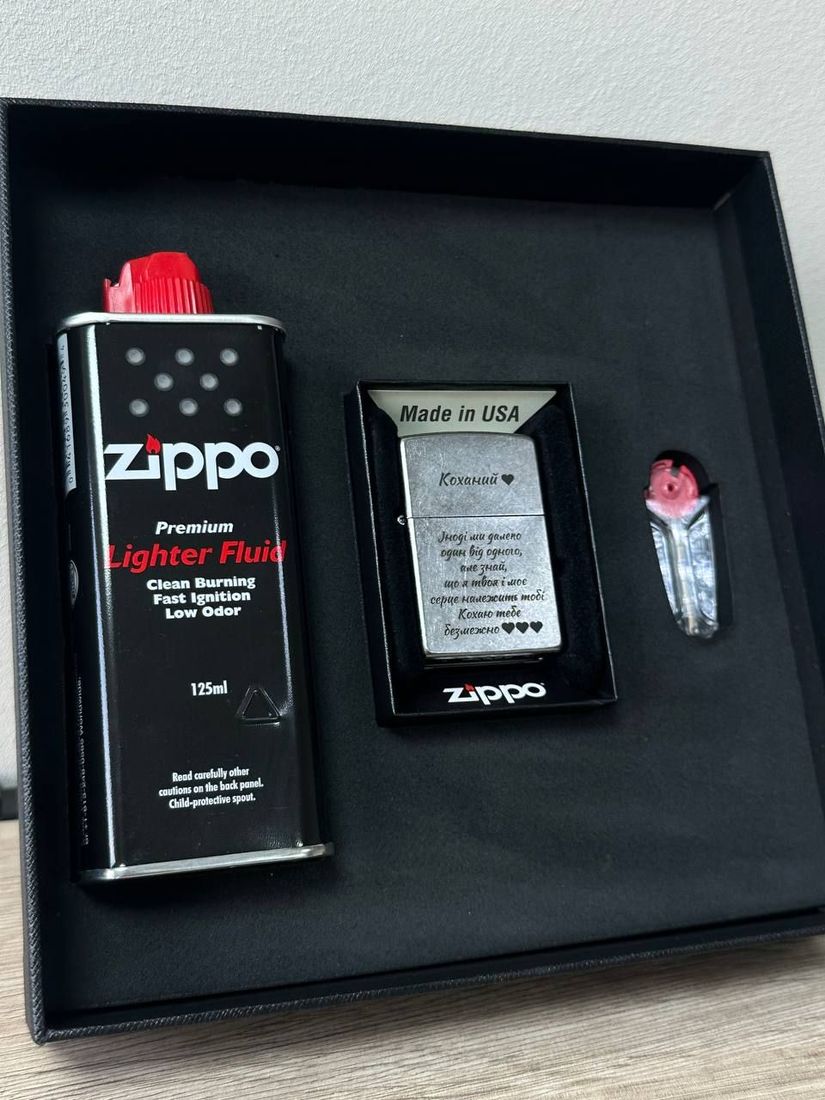 zippo
Premium
Lighter Fluid
Clean Burning
Fast Ignition
Low Odor
125ml
Read carefully other
cautions on the back panel.
Child-protective spout.
Made in USA
Коханий ♥
Іноді ми далеко
один від одного,
але знай,
що я твоя і моє
серце належить тобі
Кохаю тебе
безмежно ♥♥♥
zippo